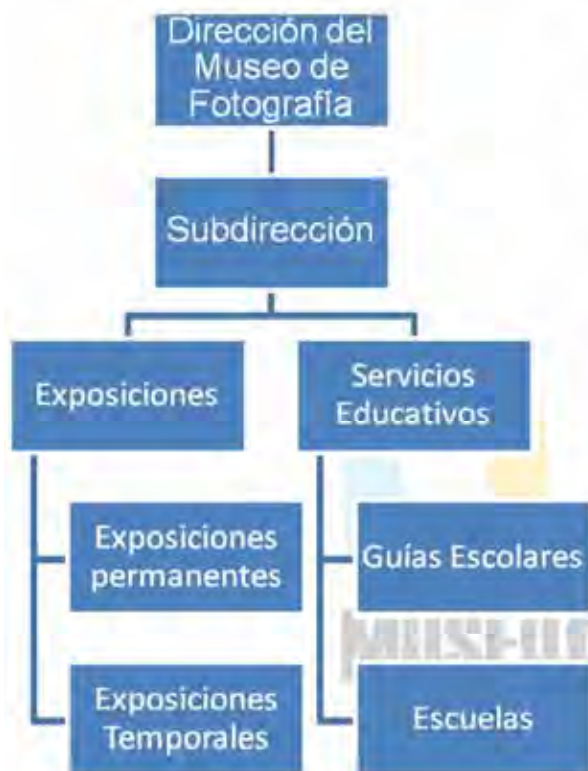 Dirección del
Museo de
Fotografía
Subdirección
Exposiciones
Servicios
Educativos
Exposiciones
permanentes
Guías Escolares
Exposiciones
Temporales
Escuelas